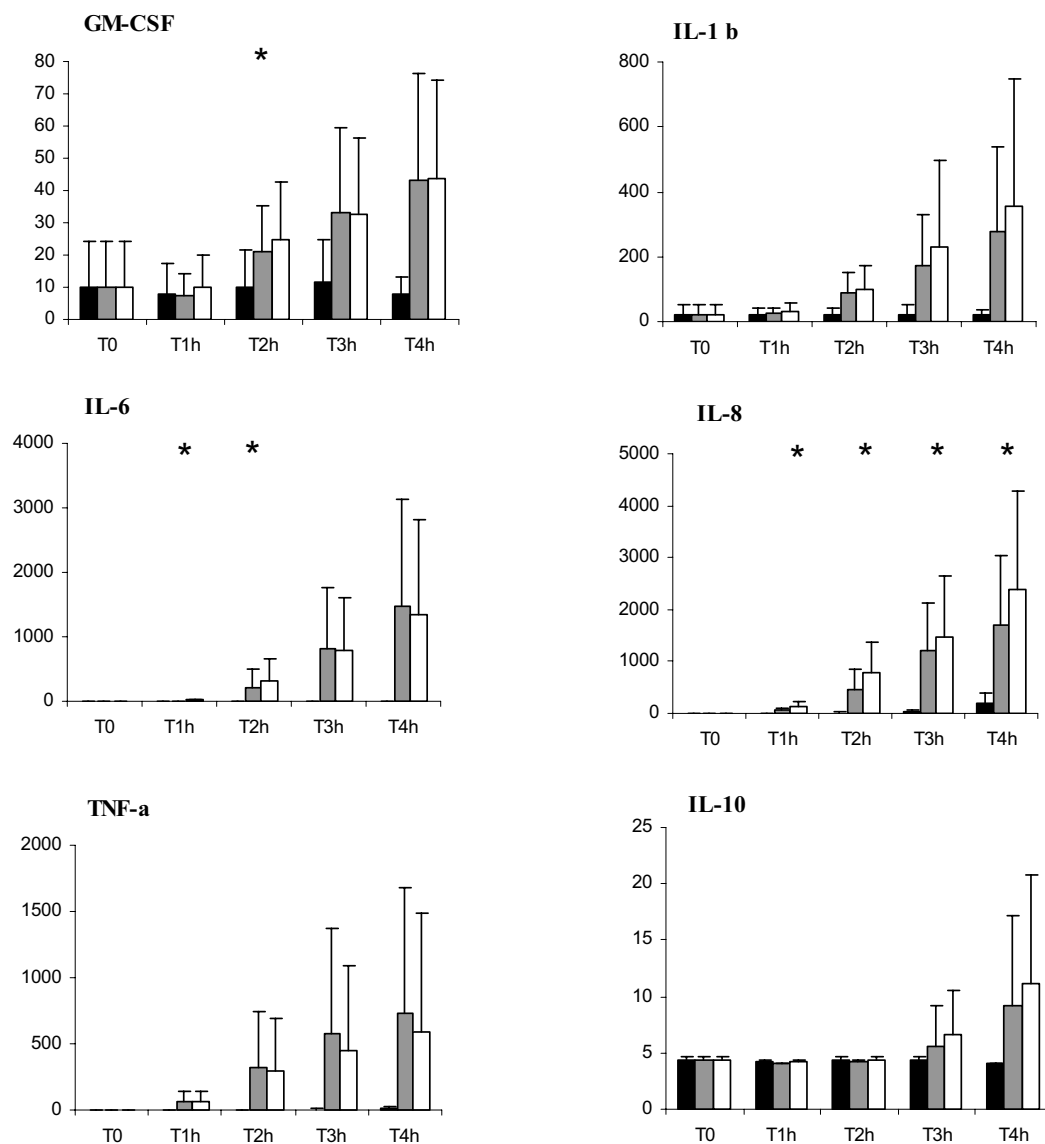 GM-CSF
*
80
70
60
50
40
30
20
10
0
T0 T1h T2h T3h T4h
IL-1 b
800
600
400
200
0
T0 T1h T2h T3h T4h
IL-6
* *
4000
3000
2000
1000
0
T0 T1h T2h T3h T4h
IL-8
* * * *
5000
4000
3000
2000
1000
0
T0 T1h T2h T3h T4h
TNF-a
2000
1500
1000
500
0
T0 T1h T2h T3h T4h
IL-10
25
20
15
10
5
0
T0 T1h T2h T3h T4h